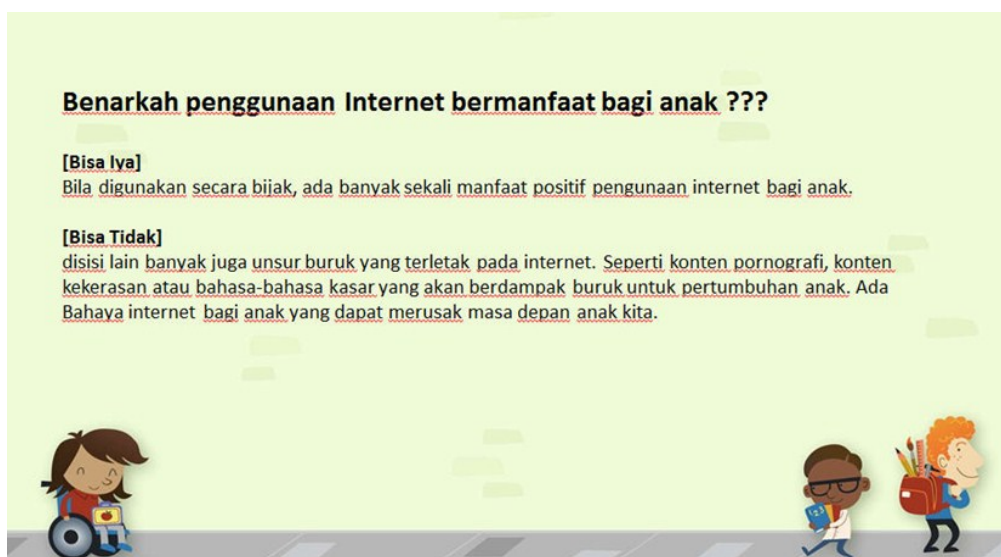 Benarkah penggunaan Internet bermanfaat bagi anak ???
[Bisa Iya]
Bila digunakan secara bijak, ada banyak sekali manfaat positif pengunaan internet bagi anak.
[Bisa Tidak]
disisi lain banyak juga unsur buruk yang terletak pada internet. Seperti konten pornografi, konten
kekerasan atau bahasa-bahasa kasar yang akan berdampak buruk untuk pertumbuhan anak. Ada
Bahaya internet bagi anak yang dapat merusak masa depan anak kita.
123